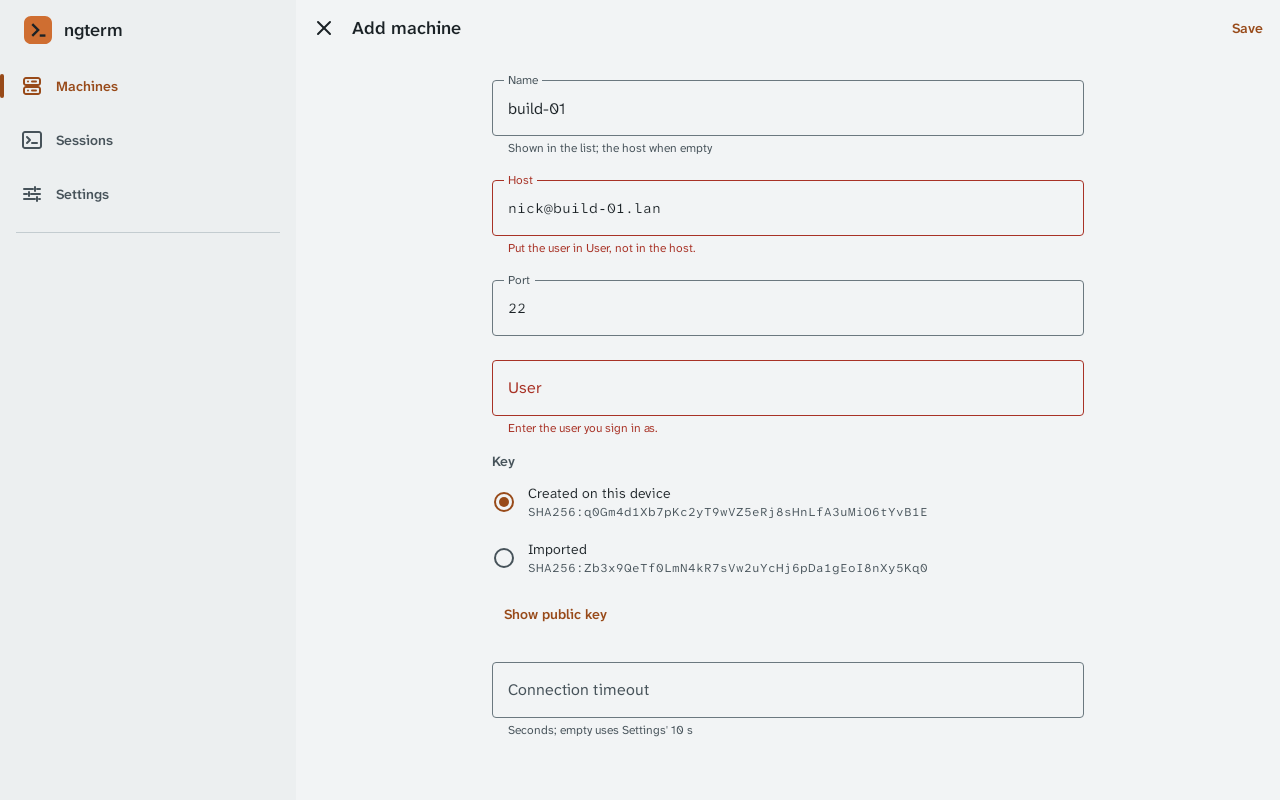 ngterm
Add machine
Save
Machines
Sessions
Settings
Name
build-01
Shown in the list; the host when empty
Host
nick@build-01.lan
Put the user in User, not in the host.
Port
22
User
Enter the user you sign in as.
Key
Created on this device
SHA256:q0Gm4d1Xb7pKc2yT9wVZ5eRj8sHnLfA3uMiO6tYvB1E
Imported
SHA256:Zb3x9QeTf0LmN4kR7sVw2uYcHj6pDa1gEoI8nXy5Kq0
Show public key
Connection timeout
Seconds; empty uses Settings' 10 s